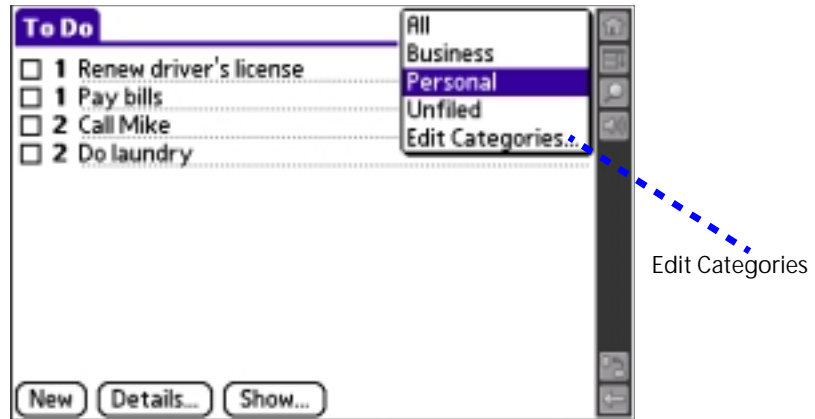 To Do
All
Business
Personal
Unfiled
Edit Categories...
1 Renew driver's license
1 Pay bills
2 Call Mike
2 Do laundry
Edit Categories
New Details... Show...